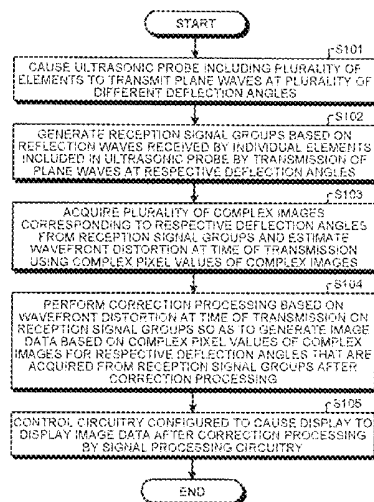 START
S101
CAUSE ULTRASONIC PROBE INCLUDING PLURALITY OF
ELEMENTS TO TRANSMIT PLANE WAVES AT PLURALITY OF
DIFFERENT DEFLECTION ANGLES
S102
GENERATE RECEPTION SIGNAL GROUPS BASED ON
REFLECTION WAVES RECEIVED BY INDIVIDUAL ELEMENTS
INCLUDED IN ULTRASONIC PROBE BY TRANSMISSION OF
PLANE WAVES AT RESPECTIVE DEFLECTION ANGLES
S103
ACQUIRE PLURALITY OF COMPLEX IMAGES
CORRESPONDING TO RESPECTIVE DEFLECTION ANGLES
FROM RECEPTION SIGNAL GROUPS AND ESTIMATE
WAVEFRONT DISTORTION AT TIME OF TRANSMISSION
USING COMPLEX PIXEL VALUES OF COMPLEX IMAGES
S104
PERFORM CORRECTION PROCESSING BASED ON
WAVEFRONT DISTORTION AT TIME OF TRANSMISSION ON
RECEPTION SIGNAL GROUPS SO AS TO GENERATE IMAGE
DATA BASED ON COMPLEX PIXEL VALUES OF COMPLEX
IMAGES FOR RESPECTIVE DEFLECTION ANGLES THAT ARE
ACQUIRED FROM RECEPTION SIGNAL GROUPS AFTER
CORRECTION PROCESSING
S105
CONTROL CIRCUITRY CONFIGURED TO CAUSE DISPLAY TO
DISPLAY IMAGE DATA AFTER CORRECTION PROCESSING
BY SIGNAL PROCESSING CIRCUITRY
END